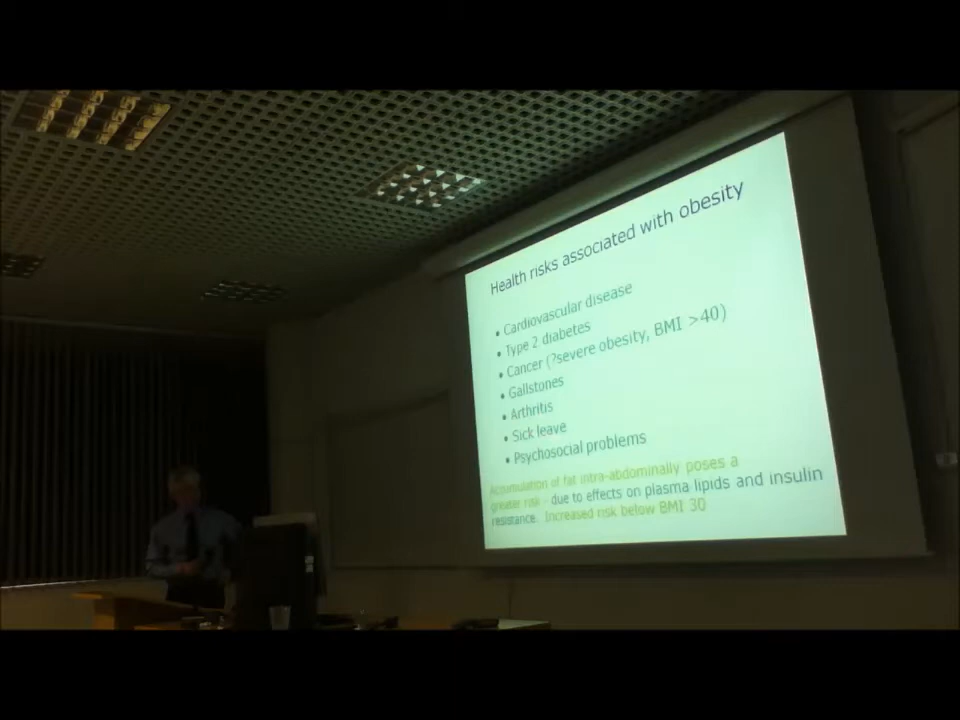 Health risks associated with obesity
• Cardiovascular disease
• Type 2 diabetes
• Cancer (?severe obesity, BMI >40)
• Gallstones
• Arthritis
• Sick leave
• Psychosocial problems
Accumulation of fat intra-abdominally poses a
greater risk - due to effects on plasma lipids and insulin
resistance. Increased risk below BMI 30